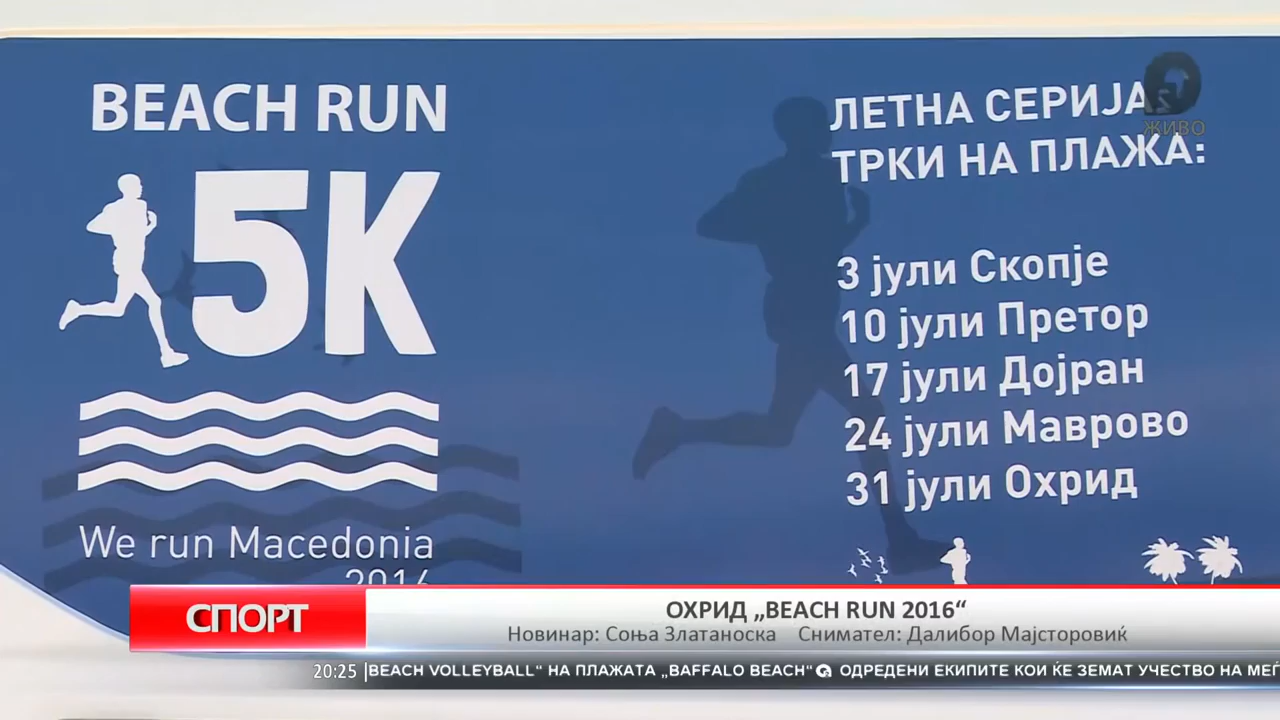 BEACH RUN
5K
We run Macedonia
2016
ЛЕТНА СЕРИЈА
ТРКИ НА ПЛАЖА:
3 јули Скопје
10 јули Претор
17 јули Дојран
24 јули Маврово
31 јули Охрид
ЖИВО
СПОРТ
ОХРИД „BEACH RUN 2016“
Новинар: Соња Златаноска Снимател: Далибор Мајсторовиќ
20:25 BEACH VOLLEYBALL“ НА ПЛАЖАТА „BAFFALO BEACH“ ОДРЕДЕНИ ЕКИПИТЕ КОИ ЌЕ ЗЕМАТ УЧЕСТВО НА МЕЃ